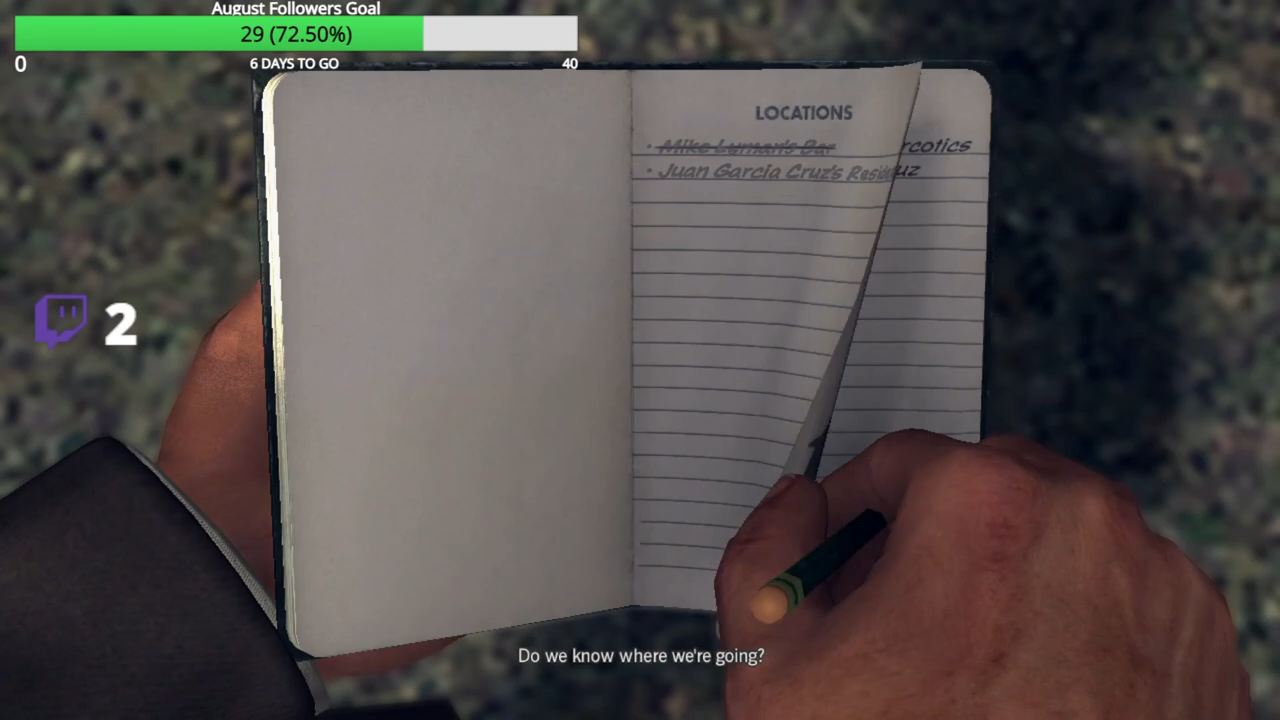 August Followers Goal
29 (72.50%)
0
6 DAYS TO GO
40
LOCATIONS
· Mike Lyman's Bar
rcotics
· Juan Garcia Cruz's Resid
uz
2
Do we know where we're going?